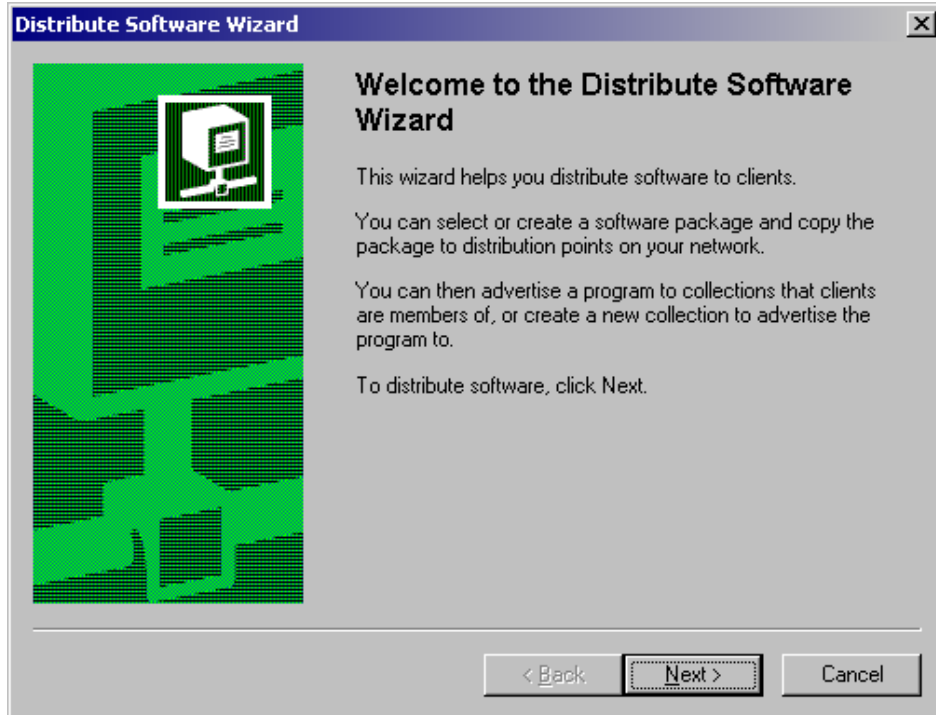 Distribute Software Wizard
Welcome to the Distribute Software
Wizard
This wizard helps you distribute software to clients.
You can select or create a software package and copy the
package to distribution points on your network.
You can then advertise a program to collections that clients
are members of, or create a new collection to advertise the
program to.
To distribute software, click Next.
< Back
Next >
Cancel